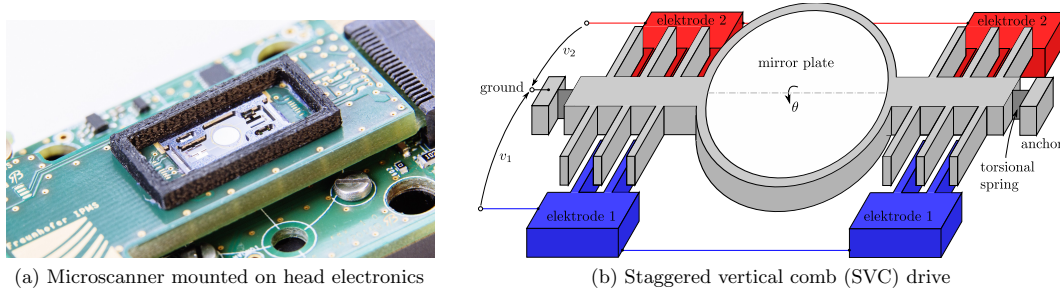 Fraunhofer IPMS
(a) Microscanner mounted on head electronics
elektrode 2
elektrode 2
v2
mirror plate
ground
θ
v1
anchor
torsional
spring
elektrode 1
elektrode 1
(b) Staggered vertical comb (SVC) drive